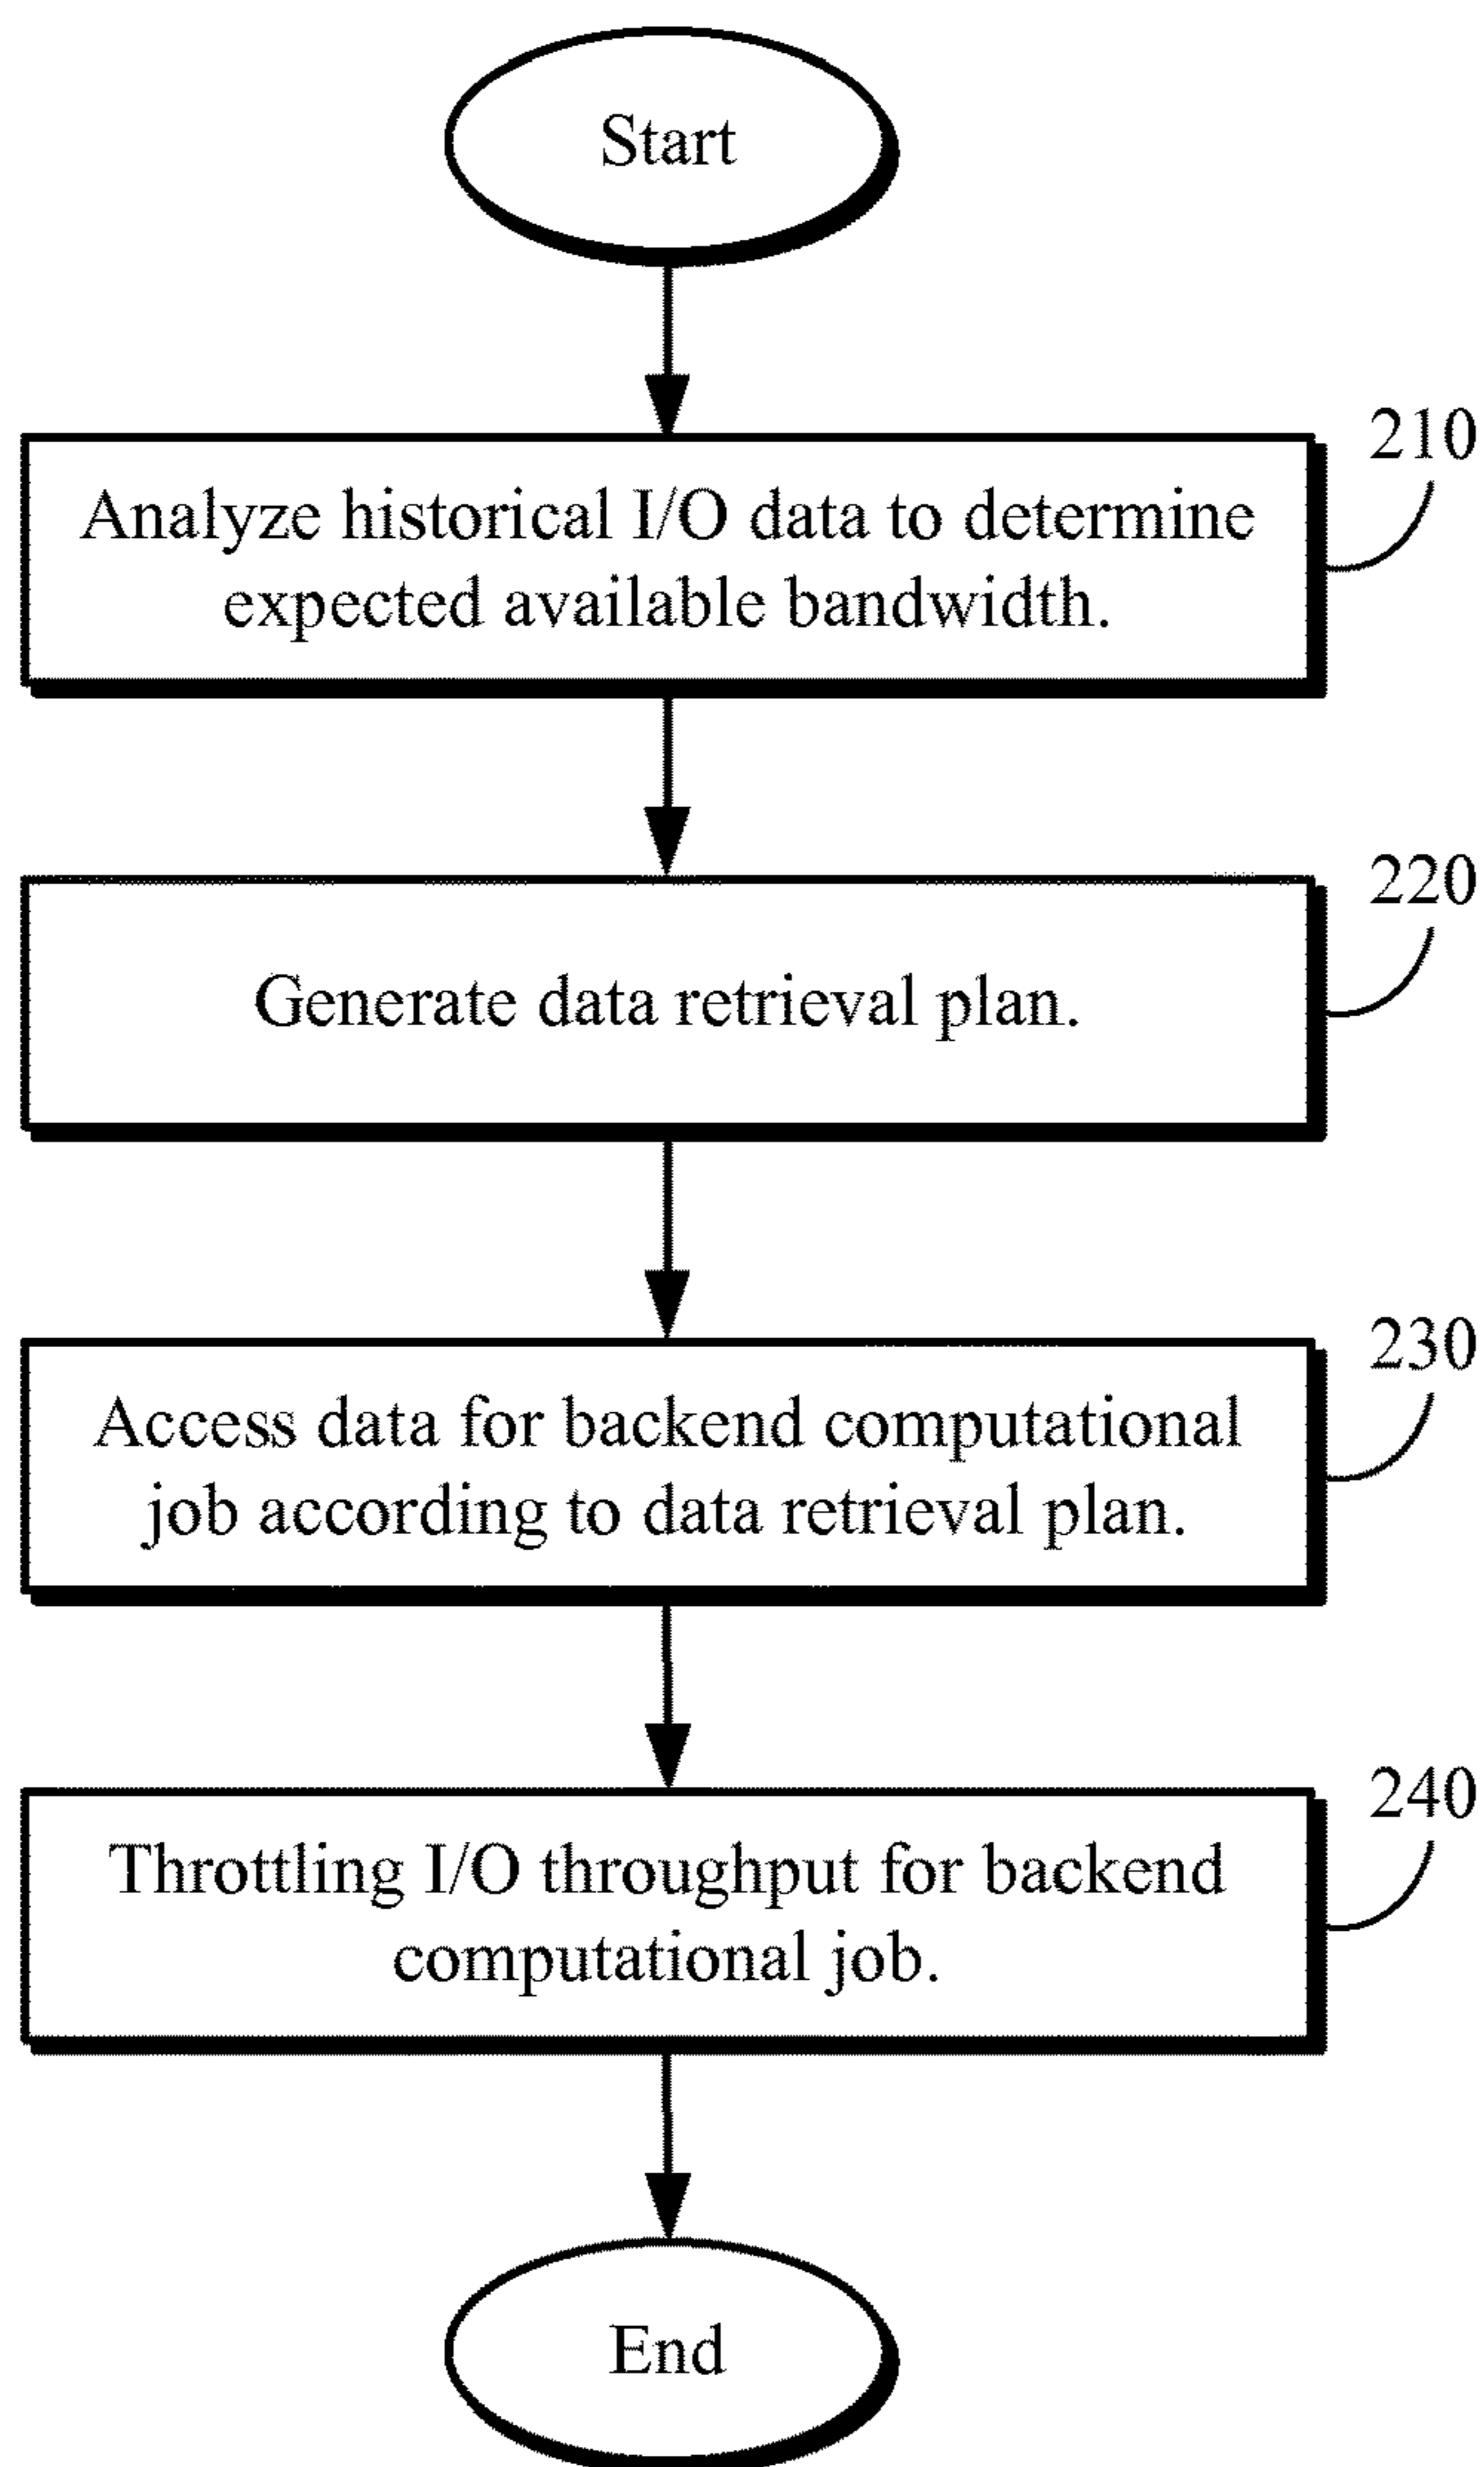 Start
210
Analyze historical I/O data to determine
expected available bandwidth.
220
Generate data retrieval plan.
230
Access data for backend computational
job according to data retrieval plan.
240
Throttling I/O throughput for backend
computational job.
End